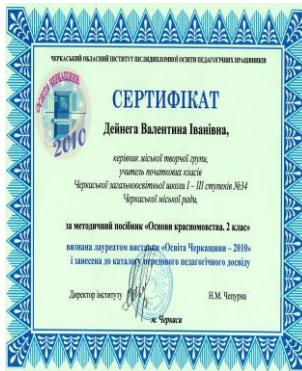 ЧЕРКАСЬКИЙ ОБЛАСНИЙ ІНСТИТУТ ПІСЛЯДИПЛОМНОЇ ОСВІТИ ПЕДАГОГІЧНИХ ПРАЦІВНИКІВ
ОСВІТА ЧЕРКАЩИНИ
2010
СЕРТИФІКАТ
Дейнега Валентина Іванівна,
керівник міської творчої групи,
учитель початкових класів
Черкаської загальноосвітньої школи І – ІІІ ступенів №34
Черкаської міської ради,
за методичний посібник «Основи красномовства. 2 клас»
визнана лауреатом виставки «Освіта Черкащини – 2010»
і занесена до каталогу передового педагогічного досвіду
Директор інституту
Н.М. Чепурна
м. Черкаси